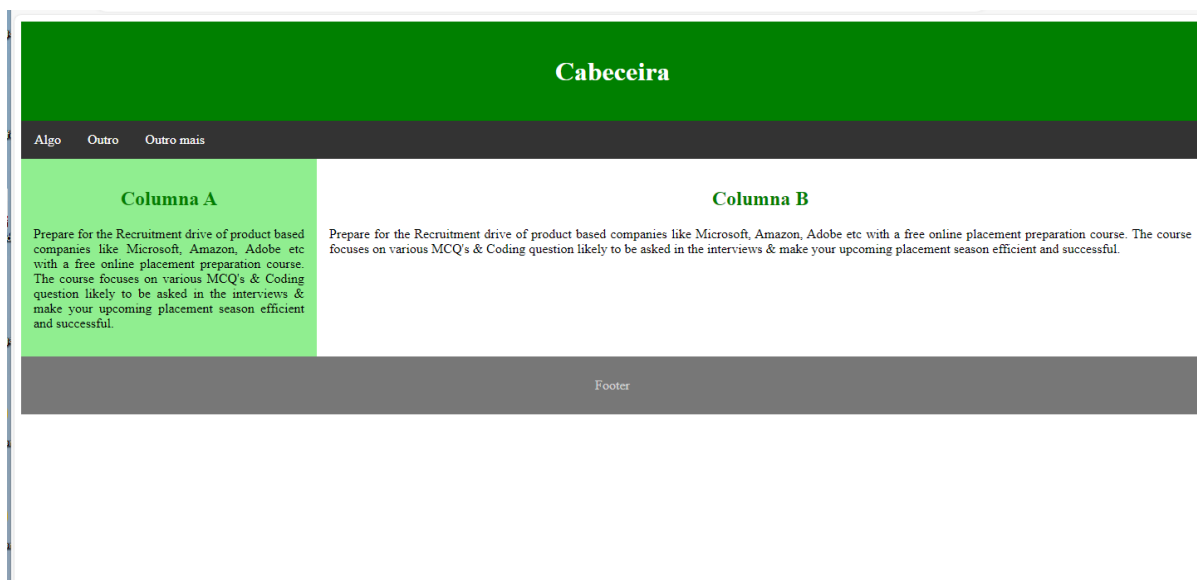 Cabeceira
Algo Outro Outro mais
Columna A
Prepare for the Recruitment drive of product based
companies like Microsoft, Amazon, Adobe etc
with a free online placement preparation course.
The course focuses on various MCQ's & Coding
question likely to be asked in the interviews &
make your upcoming placement season efficient
and successful.
Columna B
Prepare for the Recruitment drive of product based companies like Microsoft, Amazon, Adobe etc with a free online placement preparation course. The course
focuses on various MCQ's & Coding question likely to be asked in the interviews & make your upcoming placement season efficient and successful.
Footer